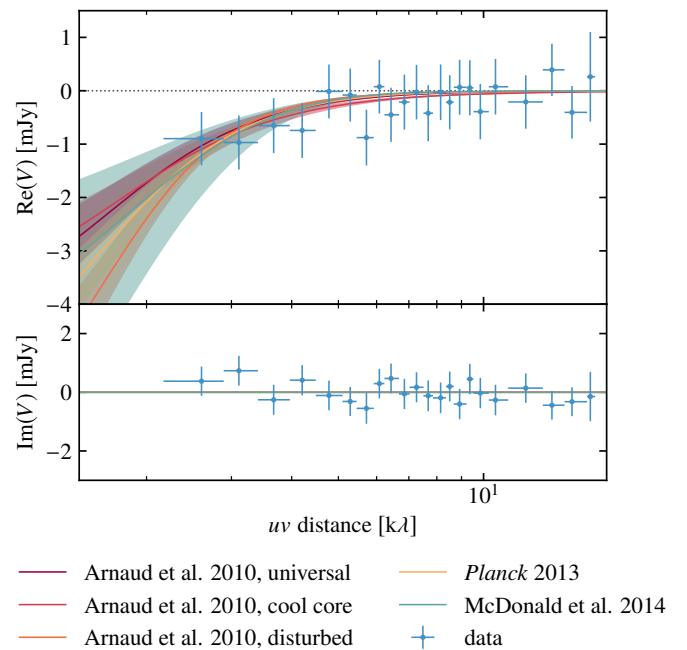 1
0
−1
−2
−3
−4
Re(V) [mJy]
2
0
−2
Im(V) [mJy]
10¹
uv distance [kλ]
Arnaud et al. 2010, universal
Arnaud et al. 2010, cool core
Arnaud et al. 2010, disturbed
Planck 2013
McDonald et al. 2014
data